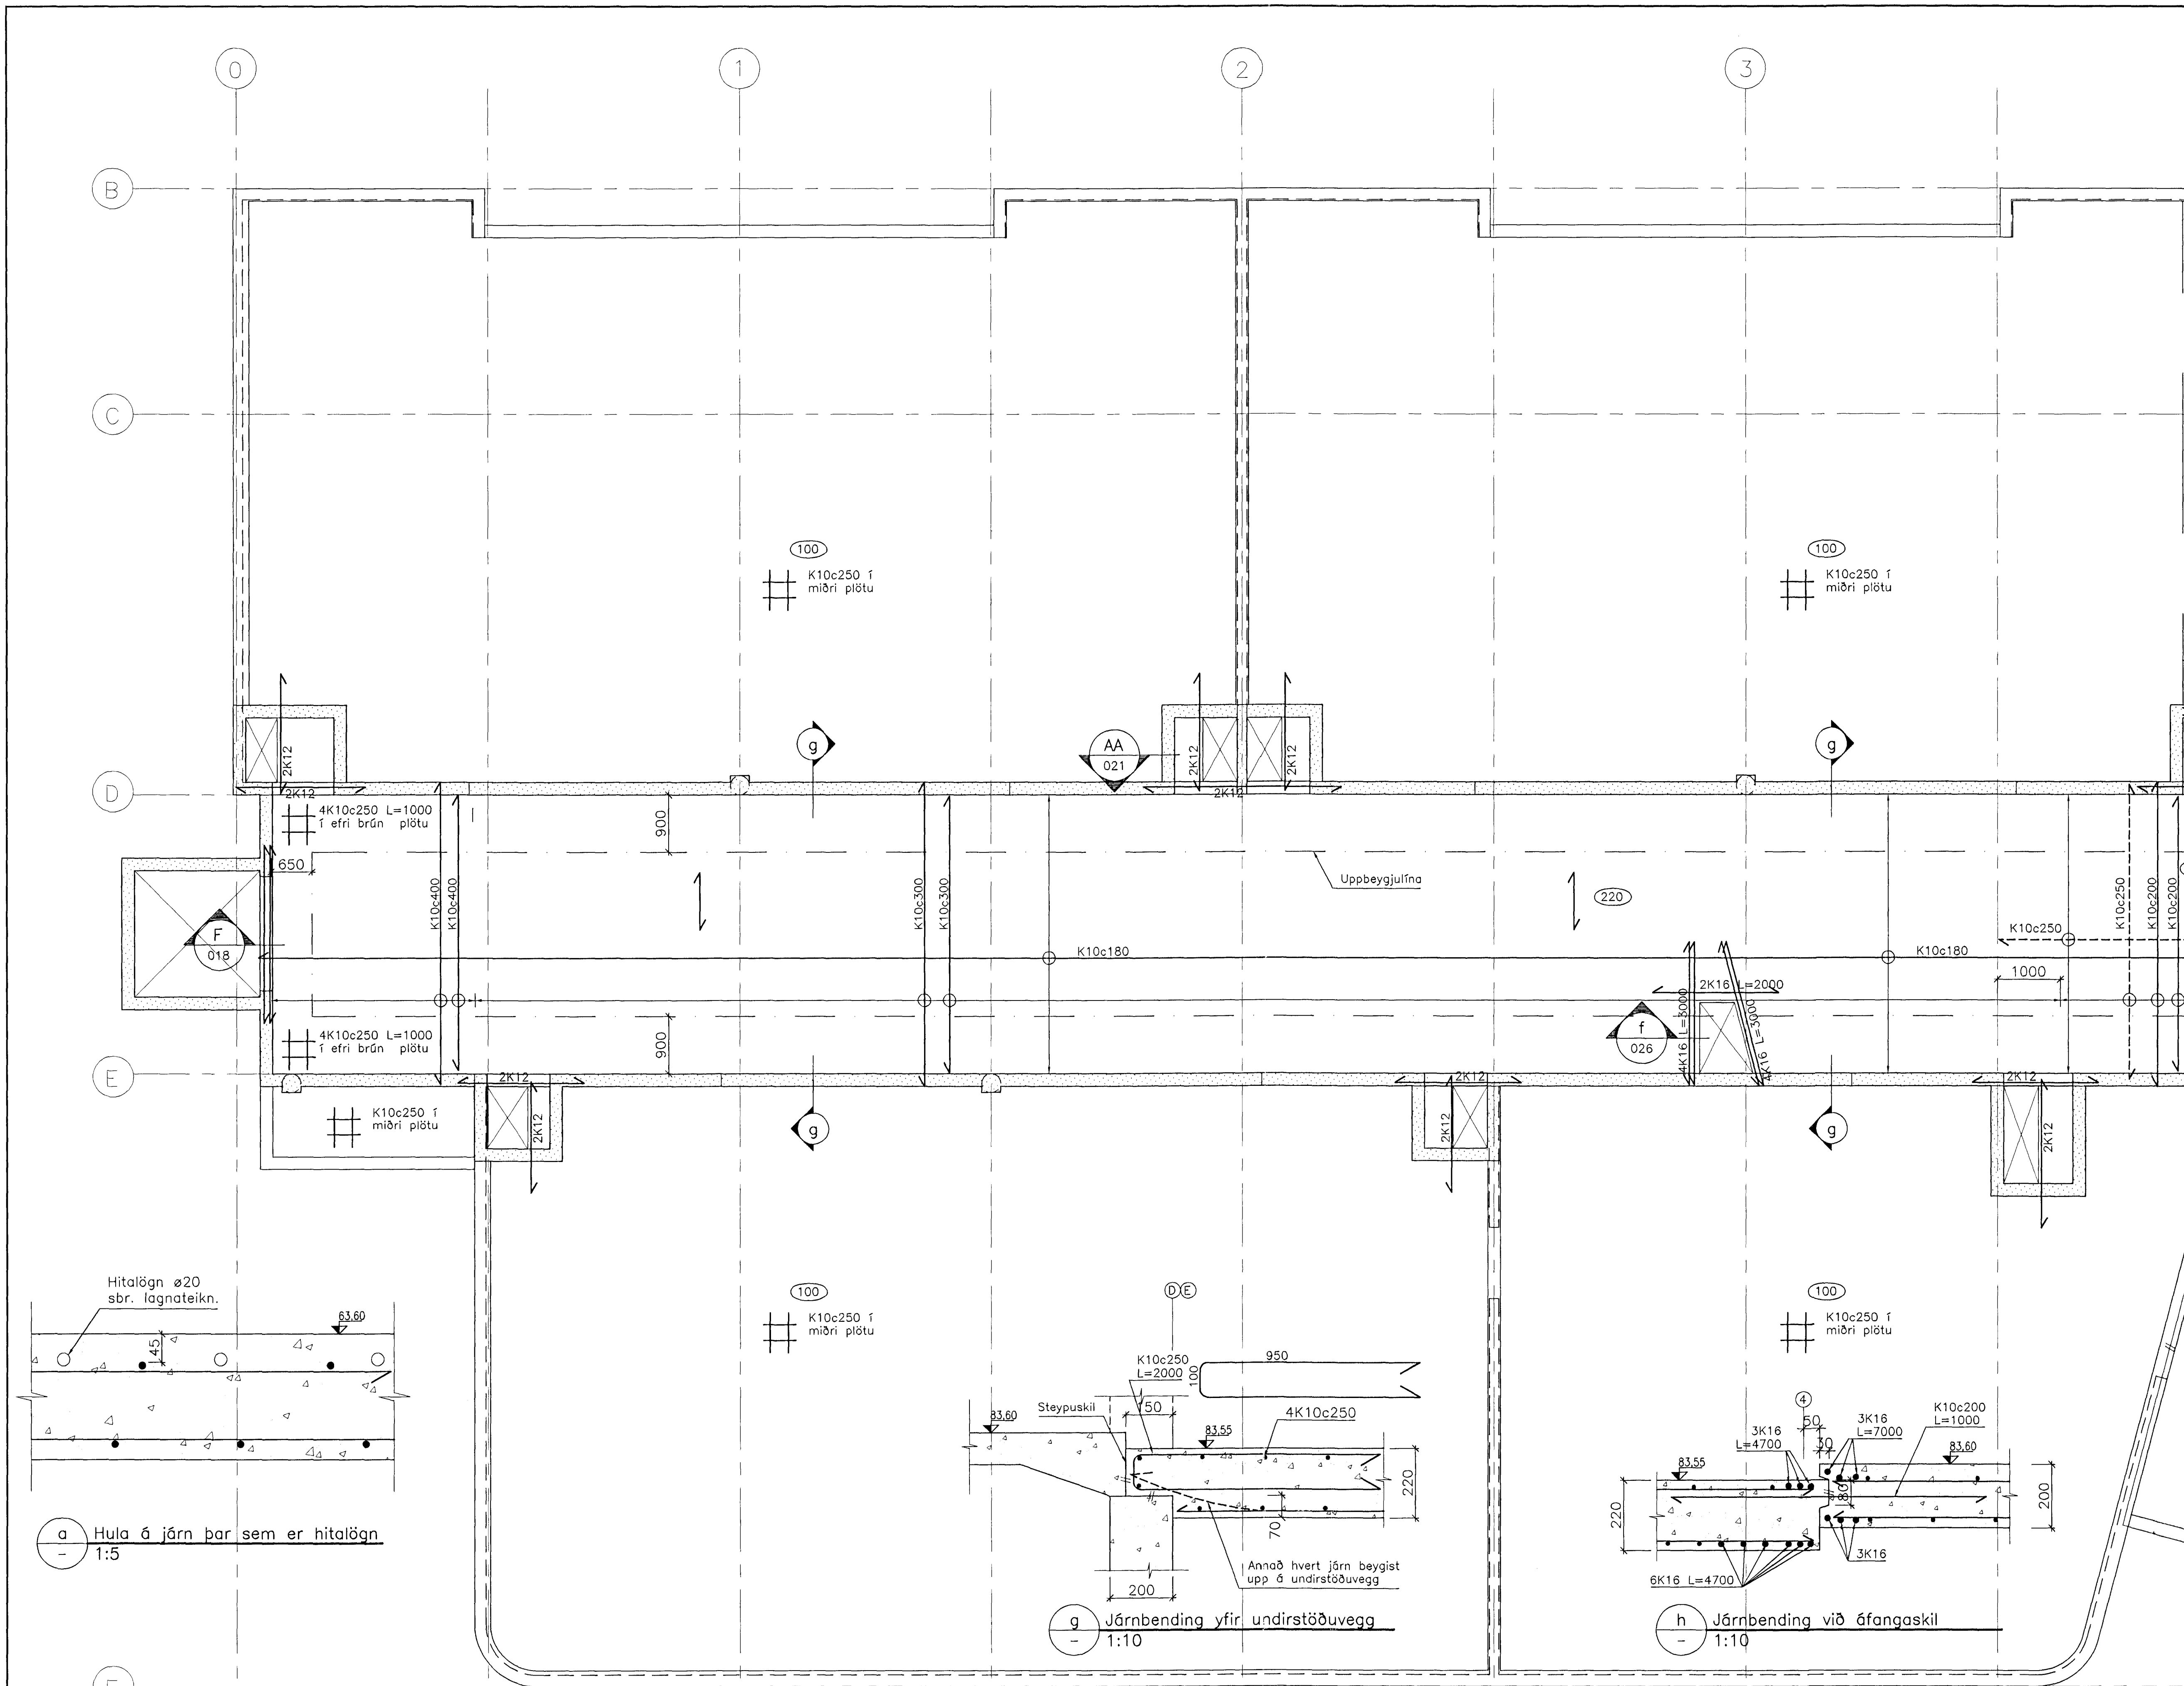 0
1
2
3
B
C
D
E
100
K10c250 í
miðri plötu
100
K10c250 í
miðri plötu
g
AA
021
g
2K12
2K12
2K12
2K12
2K12
4K10c250 L=1000
í efri brún plötu
900
650
Uppbeygjulína
220
K10c400
K10c400
K10c300
K10c300
K10c250
K10c200
K10c200
F
018
K10c180
K10c180
K10c250
1000
2K16 L=2000
4K16 L=3000
4K16 L=3000
f
026
4K10c250 L=1000
í efri brún plötu
900
2K12
2K12
2K12
2K12
2K12
2K12
K10c250 í
miðri plötu
g
g
Hitalögn ø20
sbr. lagnateikn.
63.60
45
a
-
Hula á járn þar sem er hitalögn
1:5
100
K10c250 í
miðri plötu
100
K10c250 í
miðri plötu
D E
K10c250
L=2000
950
100
Steypuskil
150
83.60
83.55
4K10c250
220
70
200
Annað hvert járn beygist
upp á undirstöðuvegg
g
-
Járnbending yfir undirstöðuvegg
1:10
4
50
30
3K16
L=4700
3K16
L=7000
K10c200
L=1000
83.55
83.60
220
80
200
3K16
6K16 L=4700
h
-
Járnbending við áfangaskil
1:10